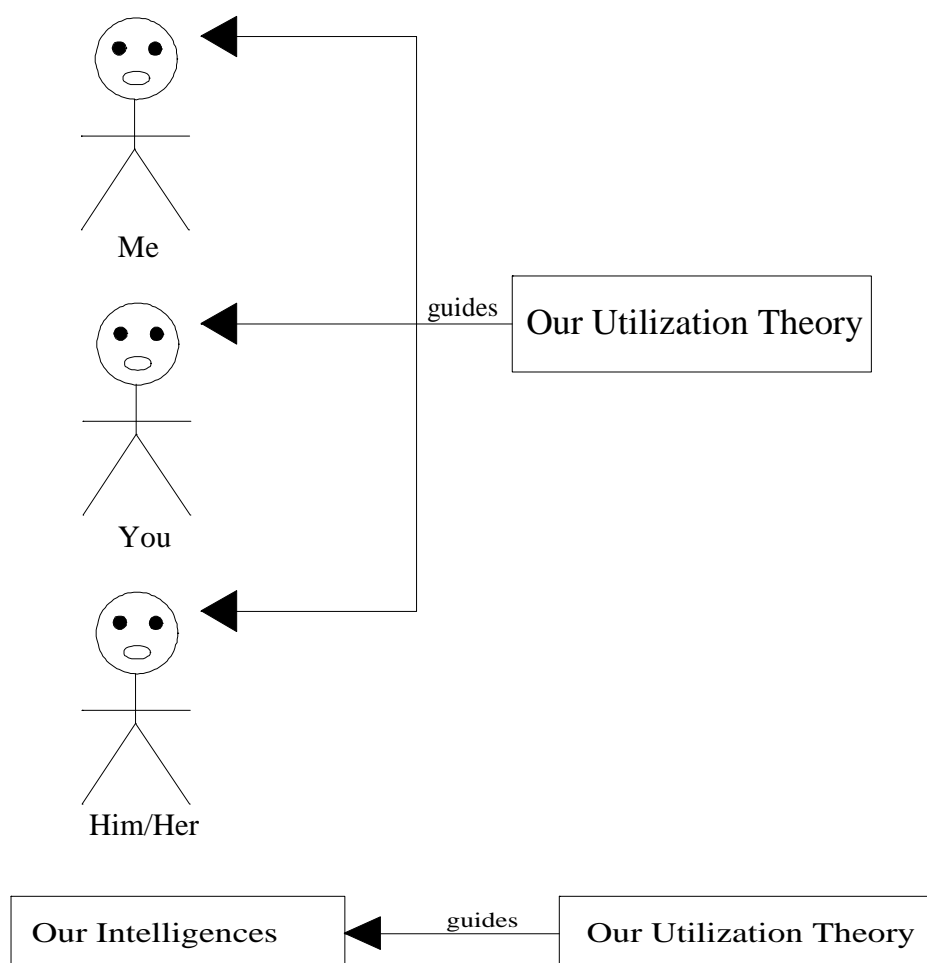 Me
guides
Our Utilization Theory
You
Him/Her
Our Intelligences
guides
Our Utilization Theory